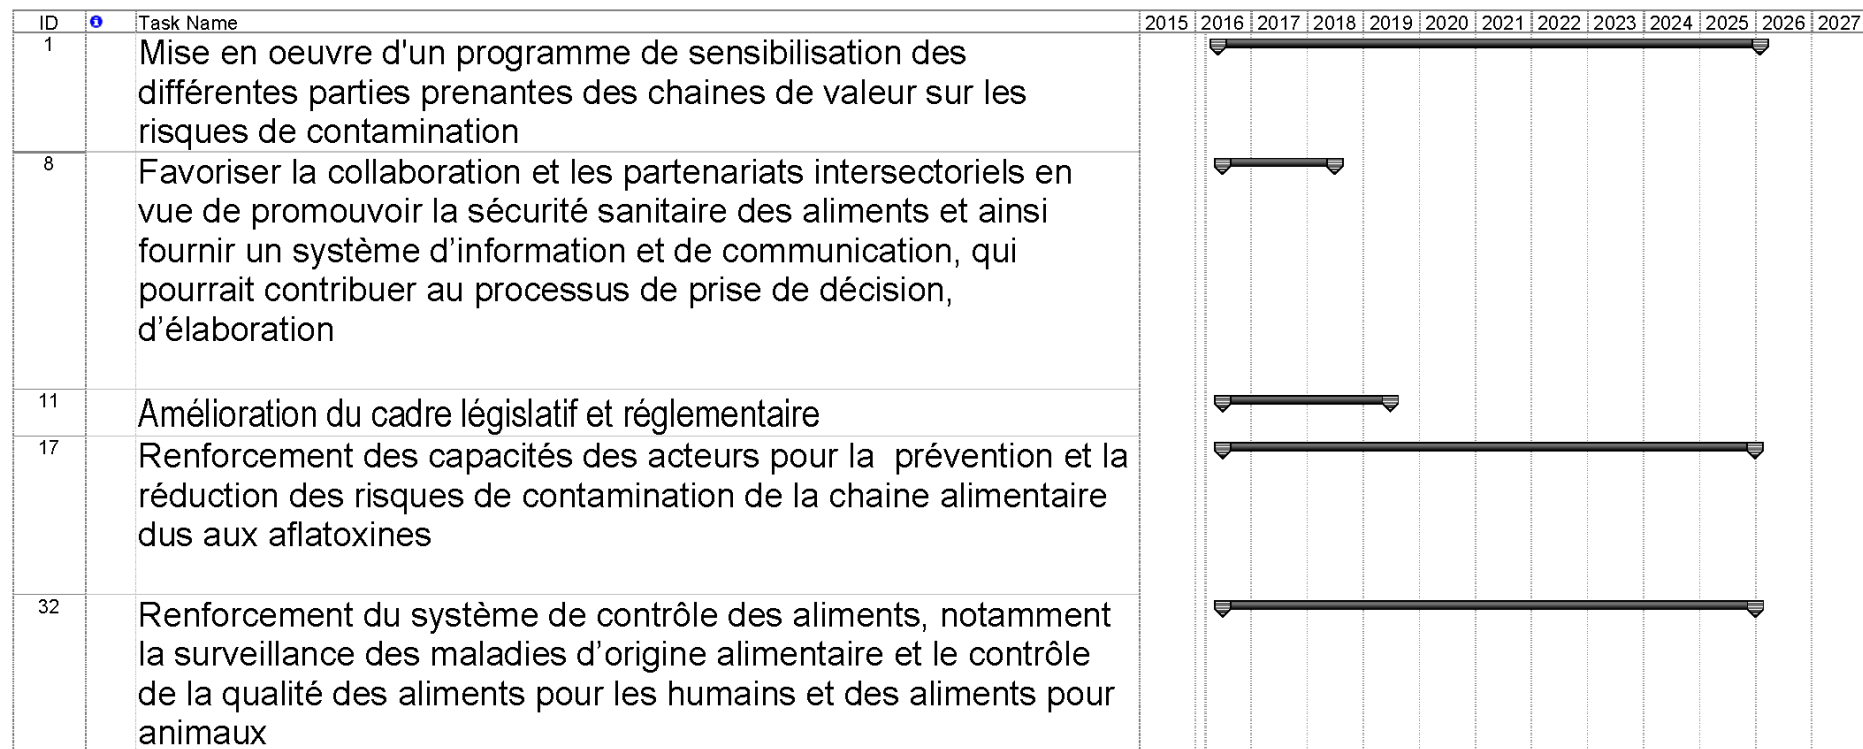 ID Task Name 2015 2016 2017 2018 2019 2020 2021 2022 2023 2024 2025 2026 2027
1 Mise en oeuvre d'un programme de sensibilisation des
différentes parties prenantes des chaines de valeur sur les
risques de contamination
8 Favoriser la collaboration et les partenariats intersectoriels en
vue de promouvoir la sécurité sanitaire des aliments et ainsi
fournir un système d’information et de communication, qui
pourrait contribuer au processus de prise de décision,
d’élaboration
11 Amélioration du cadre législatif et réglementaire
17 Renforcement des capacités des acteurs pour la prévention et la
réduction des risques de contamination de la chaine alimentaire
dus aux aflatoxines
32 Renforcement du système de contrôle des aliments, notamment
la surveillance des maladies d’origine alimentaire et le contrôle
de la qualité des aliments pour les humains et des aliments pour
animaux